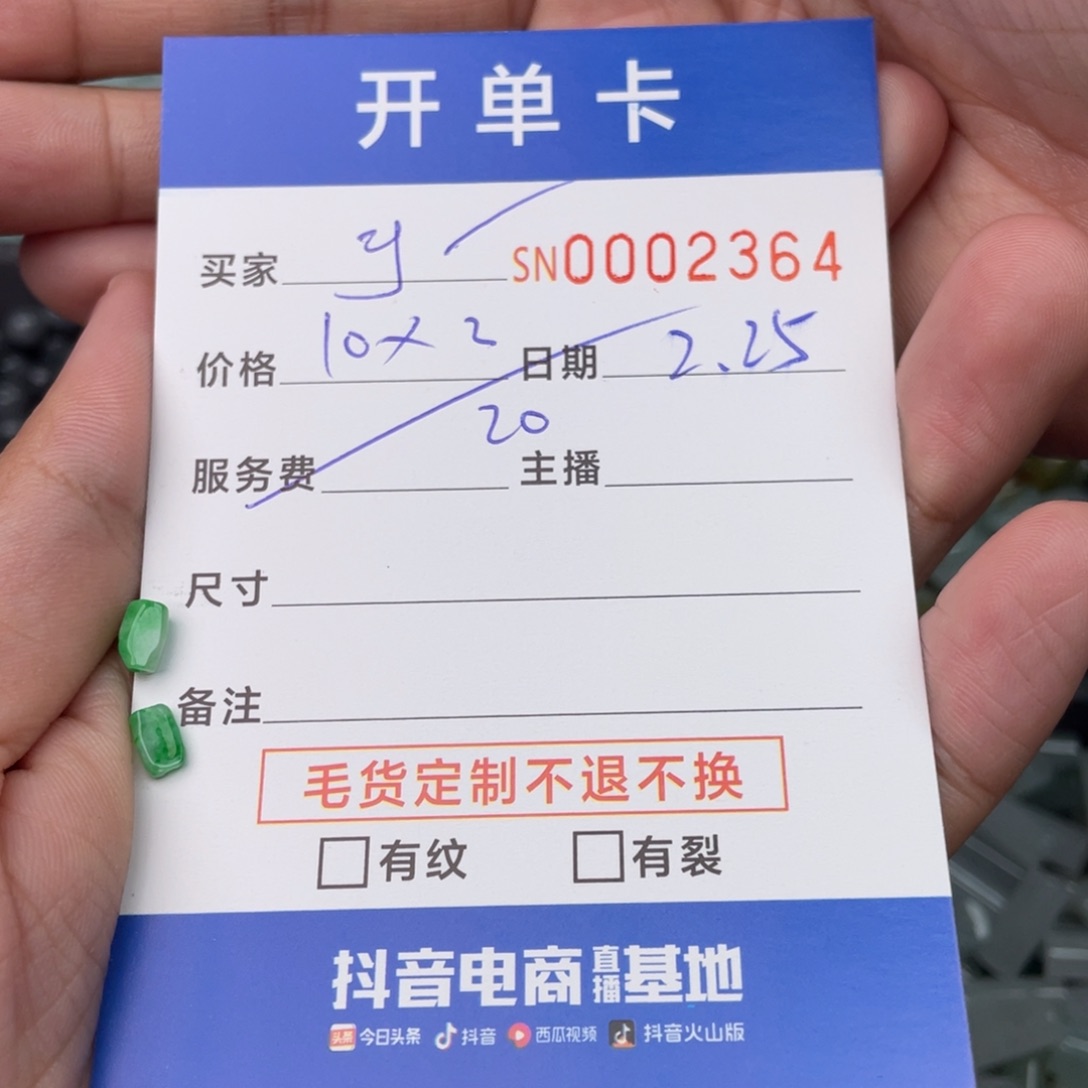 开单卡
买家 y SN0002364
价格 10×2 日期 2.25
20
服务费 主播
尺寸
备注
毛货定制不退不换
有纹 有裂
抖音电商直播基地
头条 今日头条 抖音 西瓜视频 抖音火山版